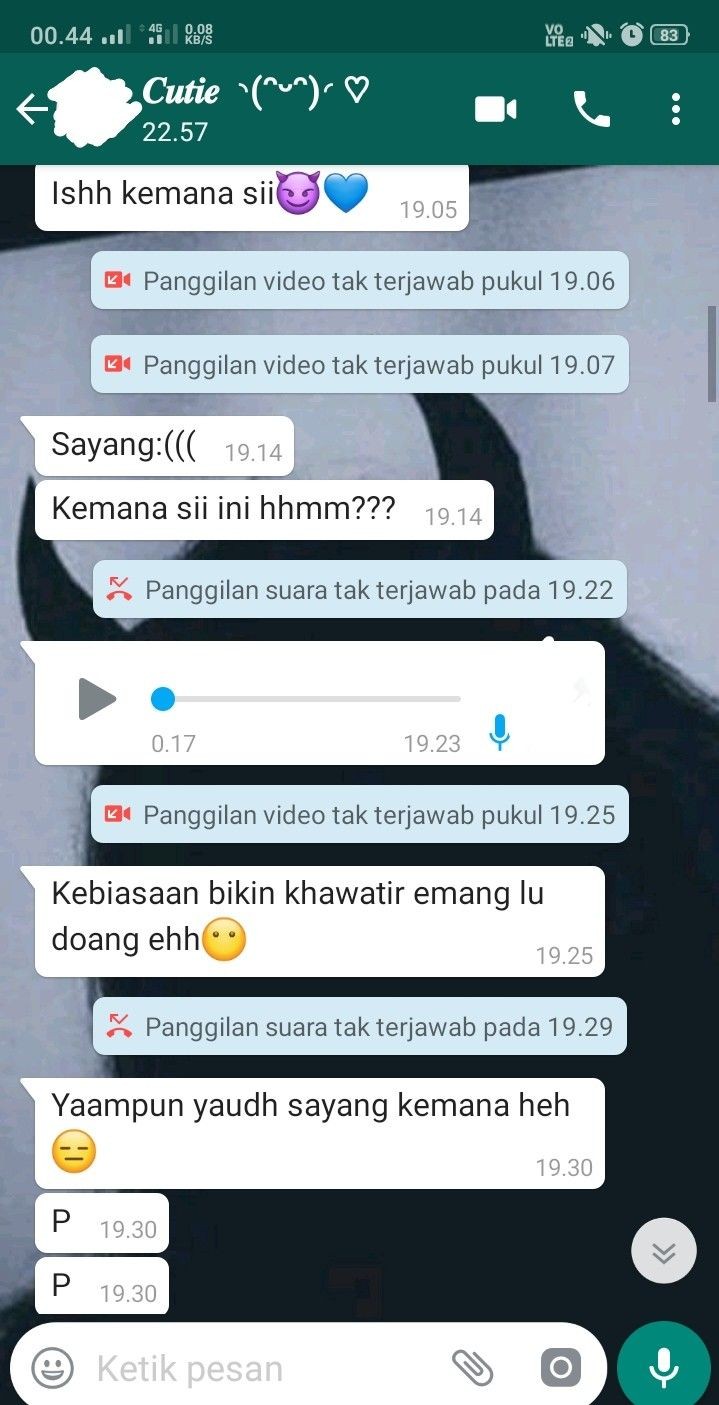 00.44 4G 0.08 KB/S VO LTE2 83
Cutie ◝(ᵔᵕᵔ)◜ ♡
22.57
Ishh kemana sii😈💙 19.05
Panggilan video tak terjawab pukul 19.06
Panggilan video tak terjawab pukul 19.07
Sayang:((( 19.14
Kemana sii ini hhmm??? 19.14
Panggilan suara tak terjawab pada 19.22
0.17 19.23
Panggilan video tak terjawab pukul 19.25
Kebiasaan bikin khawatir emang lu
doang ehh😶 19.25
Panggilan suara tak terjawab pada 19.29
Yaampun yaudh sayang kemana heh
😑 19.30
P 19.30
P 19.30
Ketik pesan